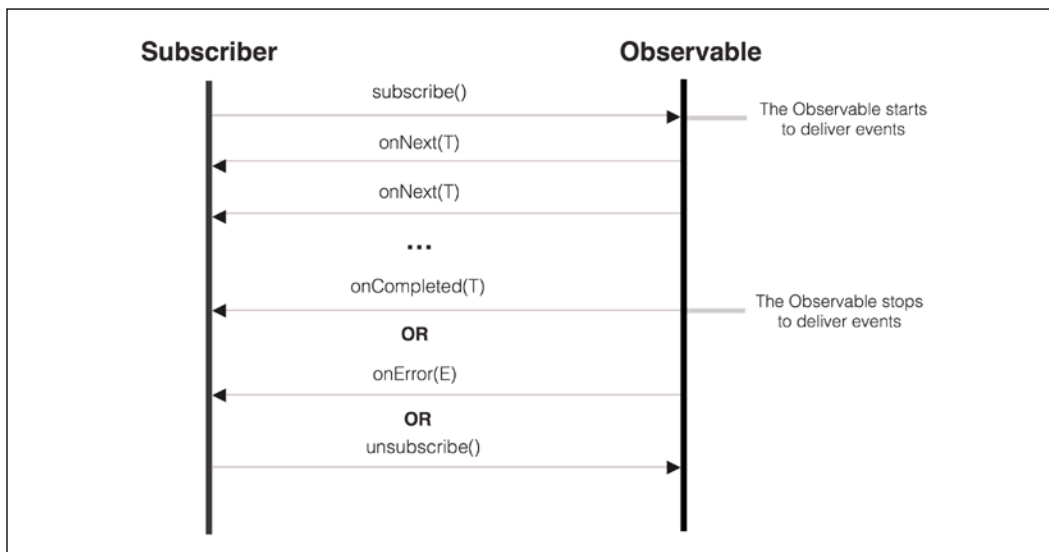 Subscriber
Observable
subscribe()
The Observable starts
to deliver events
onNext(T)
onNext(T)
...
onCompleted(T)
The Observable stops
to deliver events
OR
onError(E)
OR
unsubscribe()